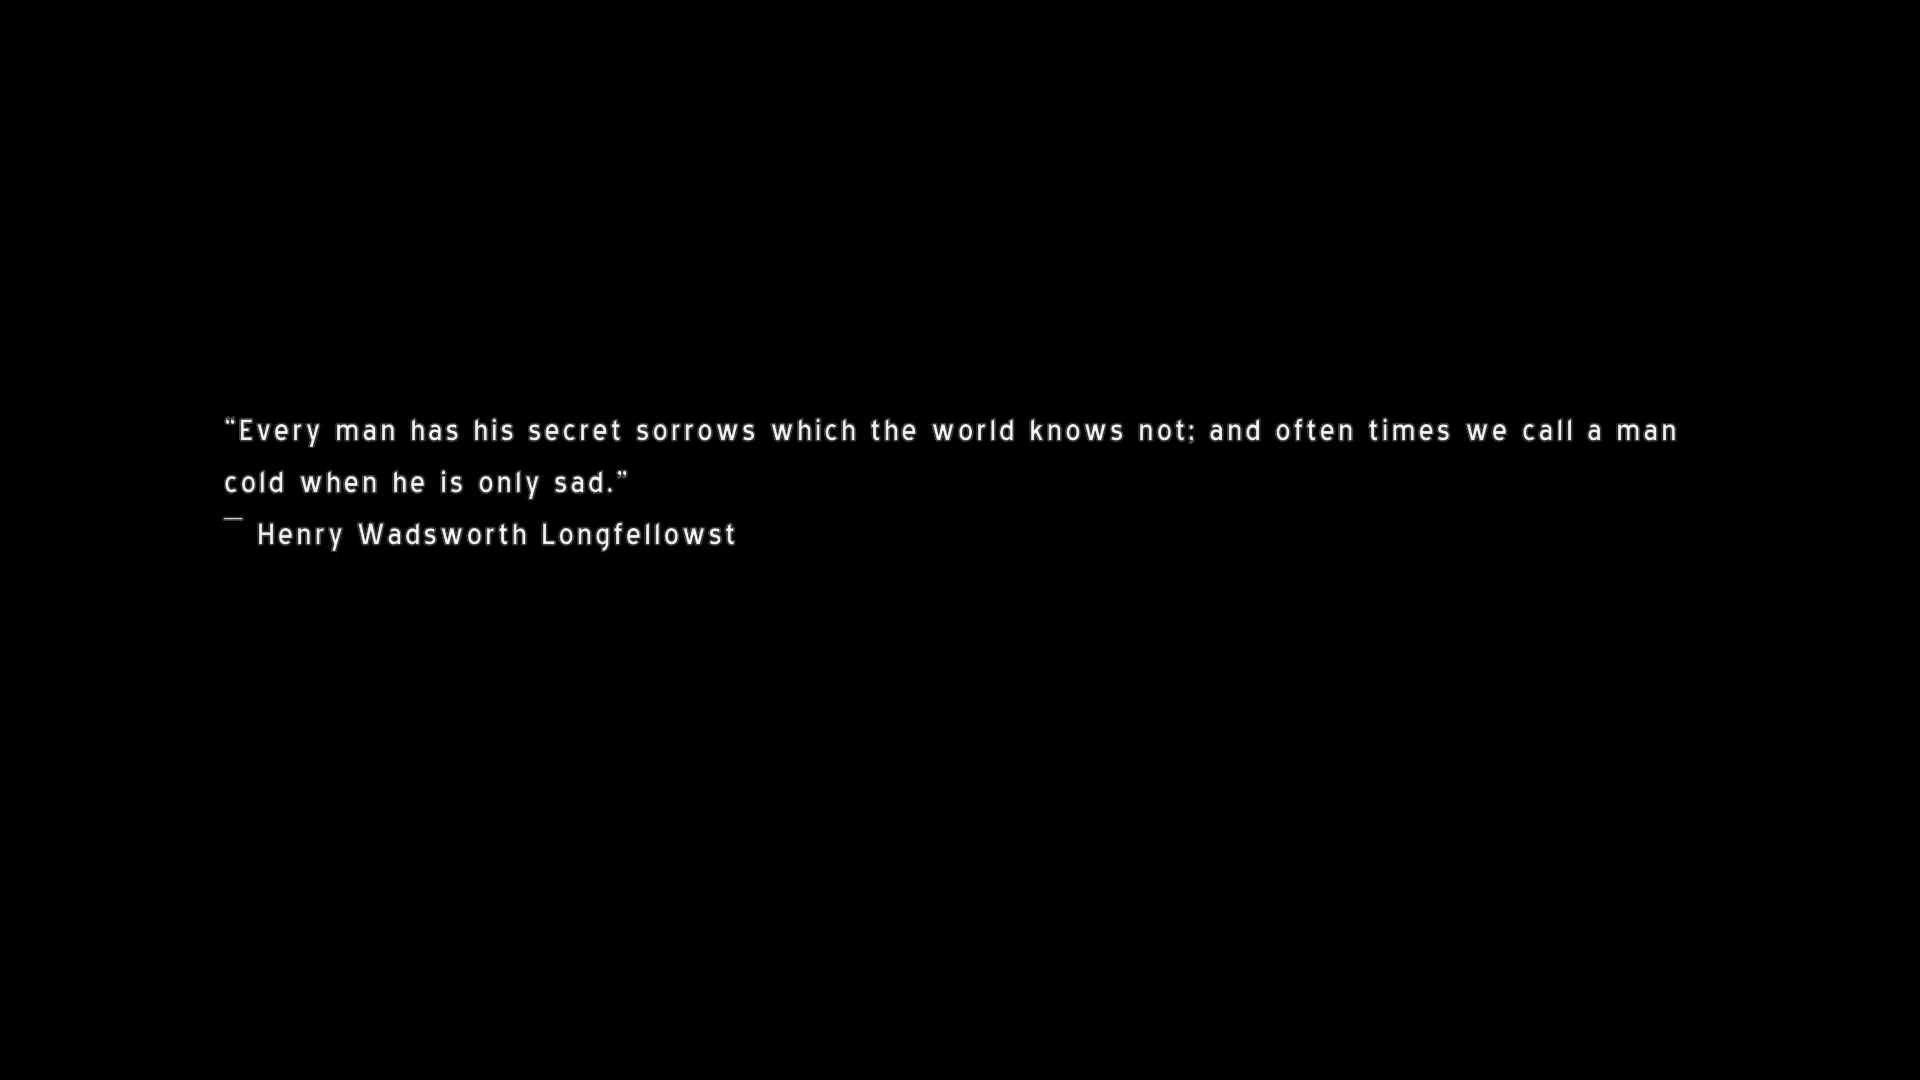 “Every man has his secret sorrows which the world knows not; and often times we call a man
cold when he is only sad.”
― Henry Wadsworth Longfellowst